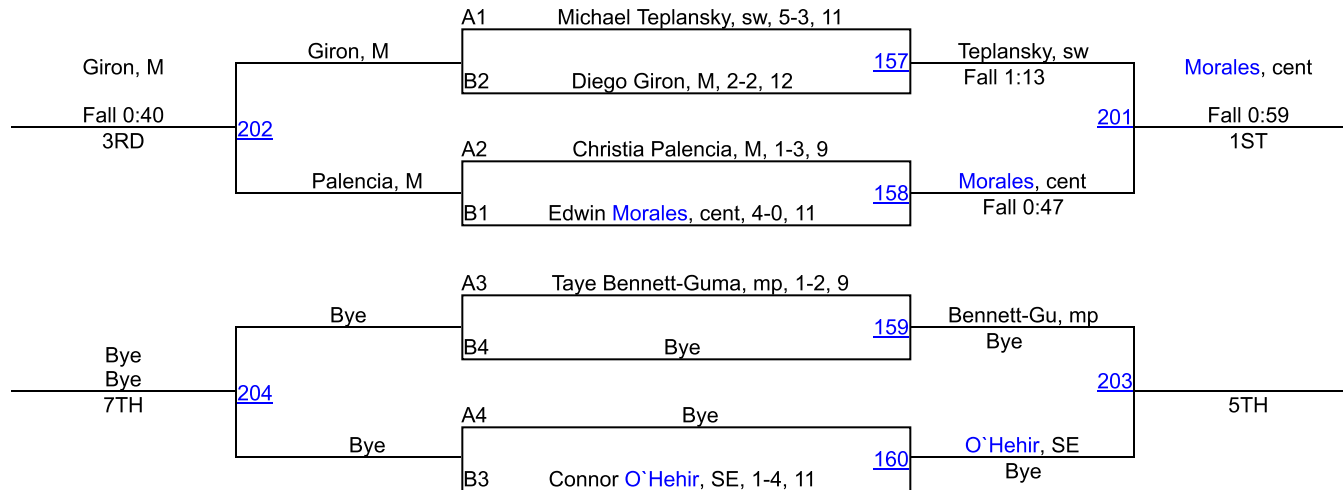 A1 Michael Teplansky, sw, 5-3, 11
Giron, M Giron, M 157 Teplansky, sw Morales, cent
B2 Diego Giron, M, 2-2, 12 Fall 1:13
Fall 0:40 202 201 Fall 0:59
3RD A2 Christia Palencia, M, 1-3, 9 1ST
Palencia, M 158 Morales, cent
B1 Edwin Morales, cent, 4-0, 11 Fall 0:47
A3 Taye Bennett-Guma, mp, 1-2, 9
Bye 159 Bennett-Gu, mp
Bye B4 Bye Bye
Bye 204 203
7TH A4 Bye 5TH
Bye 160 O`Hehir, SE
B3 Connor O`Hehir, SE, 1-4, 11 Bye